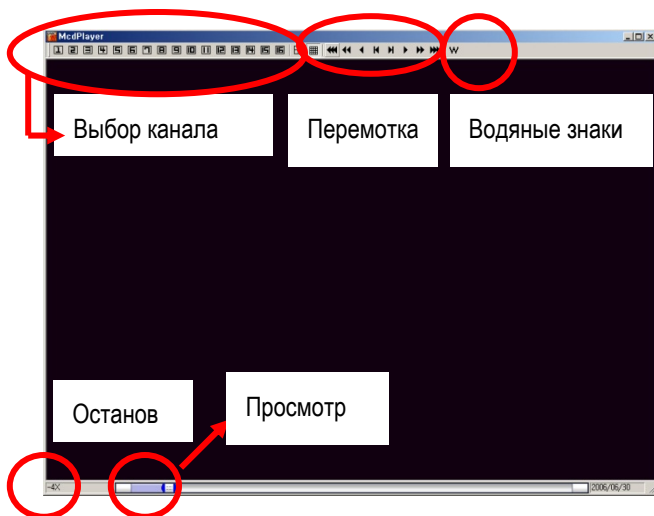 McdPlayer
1 2 3 4 5 6 7 8 9 10 11 12 13 14 15 16 W
Выбор канала
Перемотка
Водяные знаки
Останов
Просмотр
-4X
2006/06/30